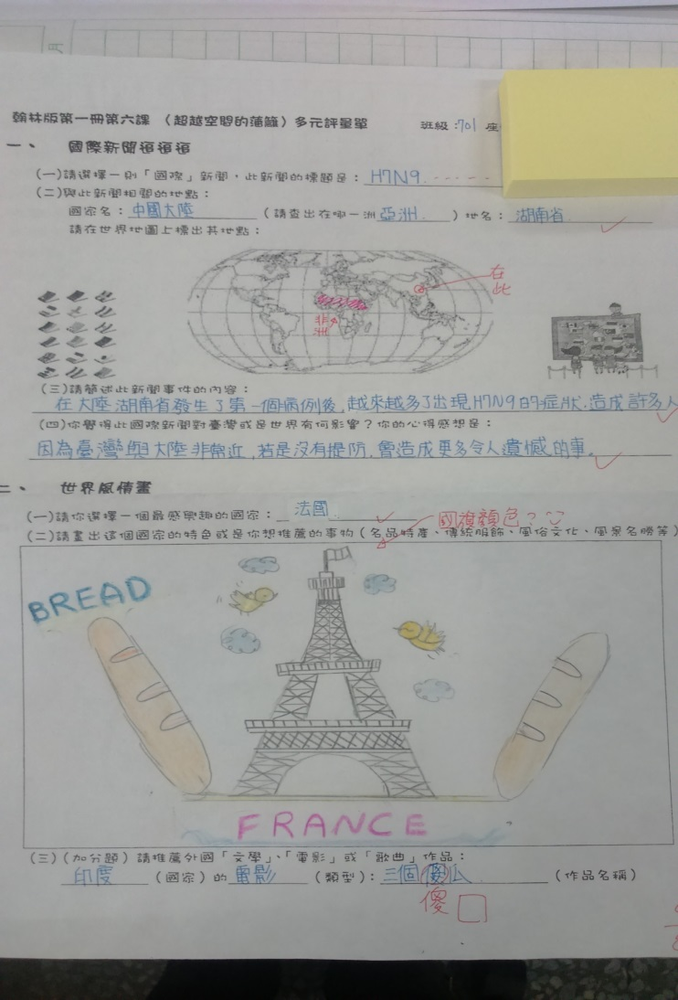 翰林版第一冊第六課 〈超越空間的藩籬〉多元評量單 班級：701 座
一、 國際新聞報報報
(一)請選擇一則「國際」新聞，此新聞的標題是：H7N9
(二)與此新聞相關的地點：
國家名：中國大陸 (請查出在哪一洲 亞洲) 地名：湖南省
請在世界地圖上標出其地點：
在此
非洲
(三)請簡述此新聞事件的內容：
在大陸湖南省發生了第一個病例後，越來越多了出現H7N9的症狀.造成許多人
(四)你覺得此國際新聞對臺灣或是世界有何影響？你的心得感想是：
因為臺灣與大陸非常近，若是沒有提防，會造成更多令人遺憾的事。
二、 世界風情畫
(一)請你選擇一個最感興趣的國家：法國
國旗顏色？
(二)請畫出這個國家的特色或是你想推薦的事物(名品特產、傳統服飾、風俗文化、風景名勝等)
BREAD
FRANCE
(三)(加分題)請推薦外國「文學」、「電影」或「歌曲」作品：
印度 (國家)的 電影 (類型)：三個傻瓜 (作品名稱)
傻